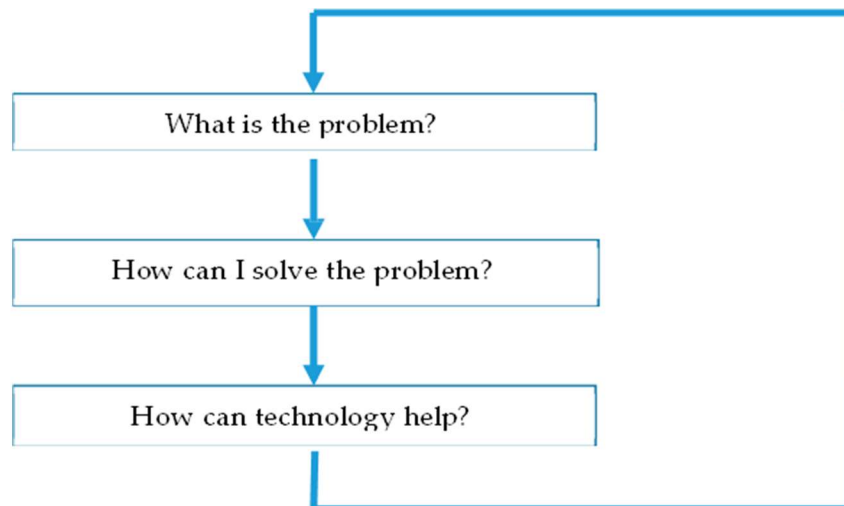 What is the problem?
How can I solve the problem?
How can technology help?